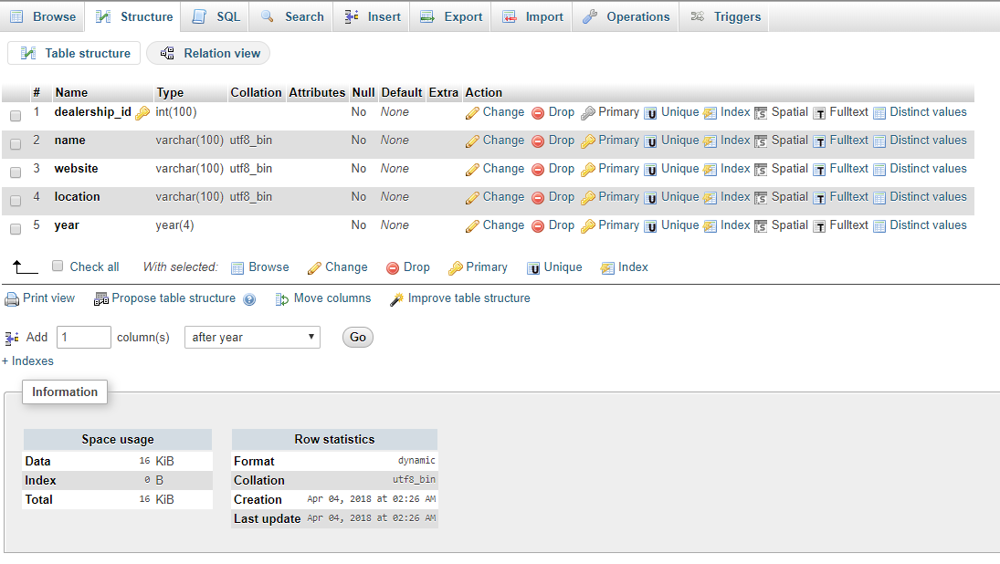 Browse Structure SQL Search Insert Export Import Operations Triggers
Table structure Relation view
# Name Type Collation Attributes Null Default Extra Action
1 dealership_id int(100) No None Change Drop Primary Unique Index Spatial Fulltext Distinct values
2 name varchar(100) utf8_bin No None Change Drop Primary Unique Index Spatial Fulltext Distinct values
3 website varchar(100) utf8_bin No None Change Drop Primary Unique Index Spatial Fulltext Distinct values
4 location varchar(100) utf8_bin No None Change Drop Primary Unique Index Spatial Fulltext Distinct values
5 year year(4) No None Change Drop Primary Unique Index Spatial Fulltext Distinct values
Check all With selected: Browse Change Drop Primary Unique Index
Print view Propose table structure Move columns Improve table structure
Add 1 column(s) after year Go
+ Indexes
Information
Space usage Row statistics
Data 16 KiB Format dynamic
Index 0 B Collation utf8_bin
Total 16 KiB Creation Apr 04, 2018 at 02:26 AM
Last update Apr 04, 2018 at 02:26 AM